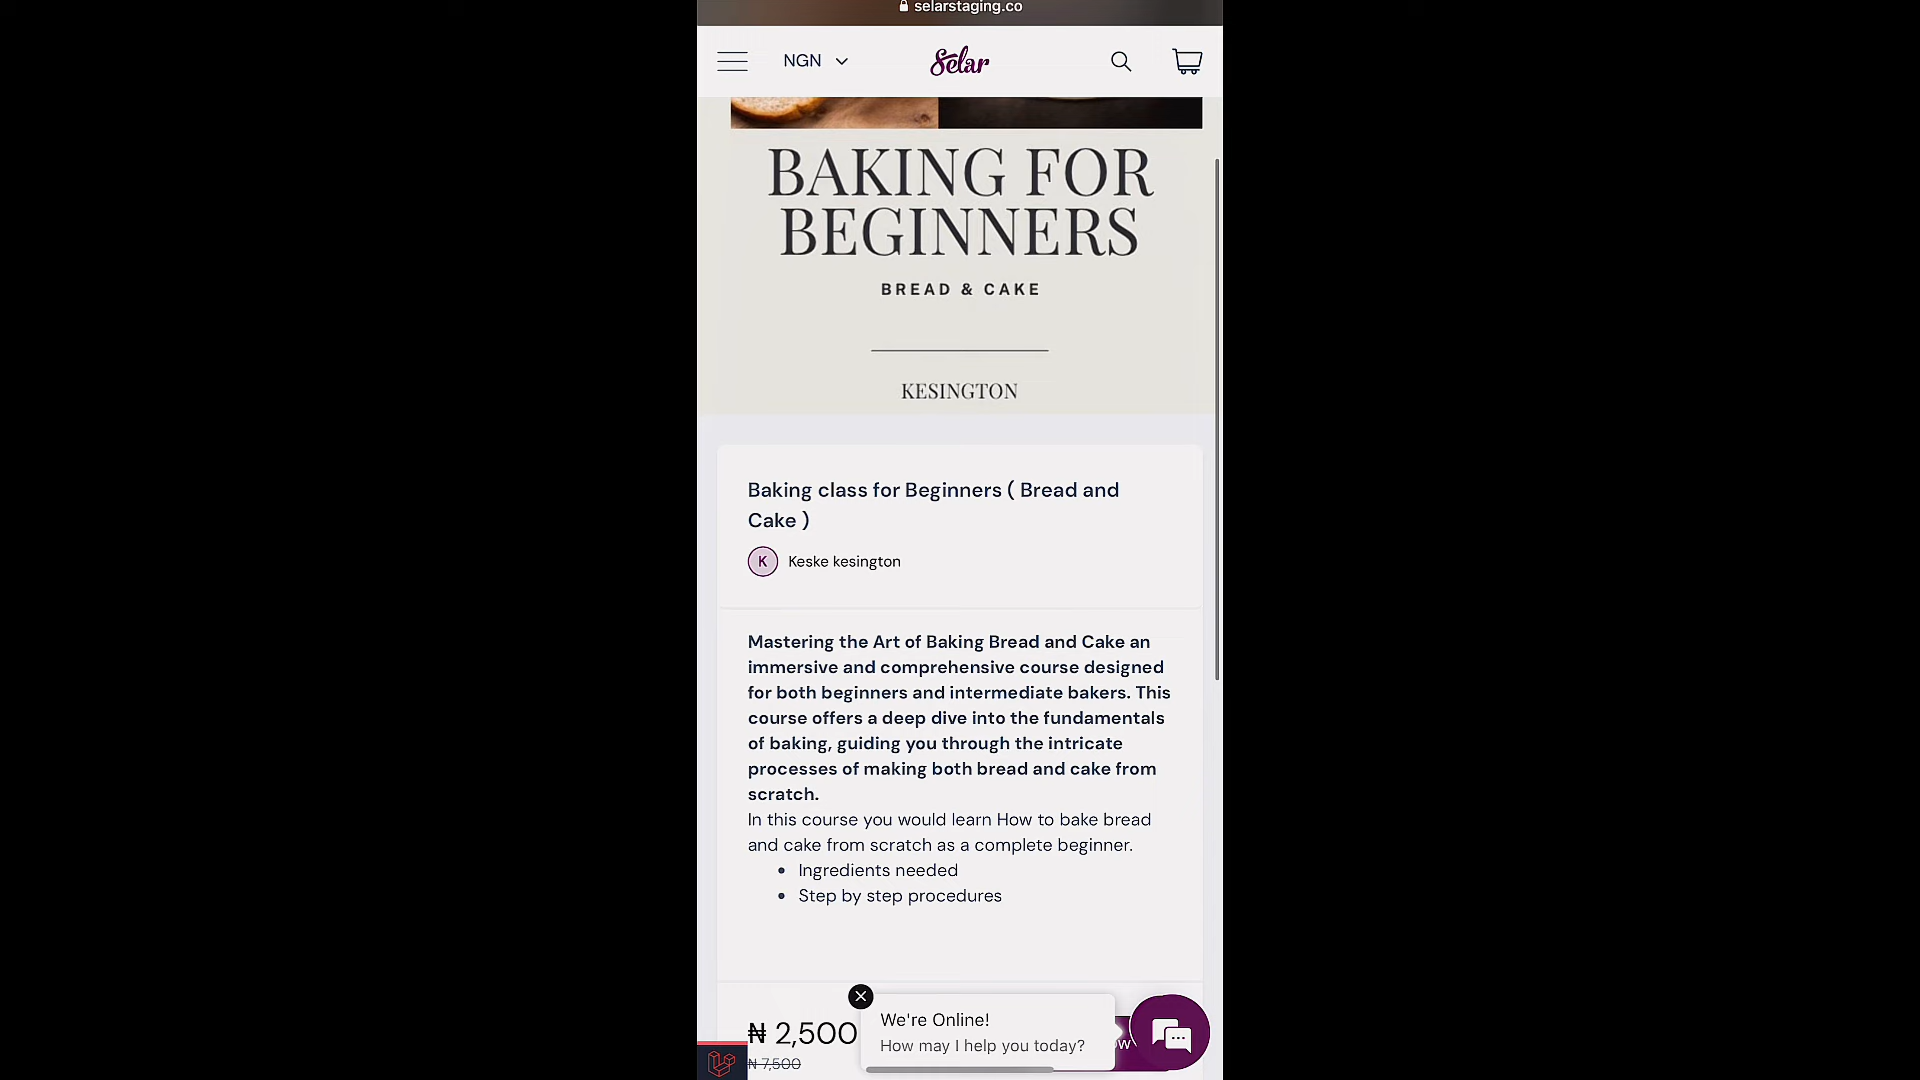 selarstaging.co
NGN
Selar
BAKING FOR
BEGINNERS
BREAD & CAKE
KESINGTON
Baking class for Beginners ( Bread and
Cake )
K
Keske kesington
Mastering the Art of Baking Bread and Cake an
immersive and comprehensive course designed
for both beginners and intermediate bakers. This
course offers a deep dive into the fundamentals
of baking, guiding you through the intricate
processes of making both bread and cake from
scratch.
In this course you would learn How to bake bread
and cake from scratch as a complete beginner.
• Ingredients needed
• Step by step procedures
₦ 2,500
₦ 7,500
We're Online!
How may I help you today?